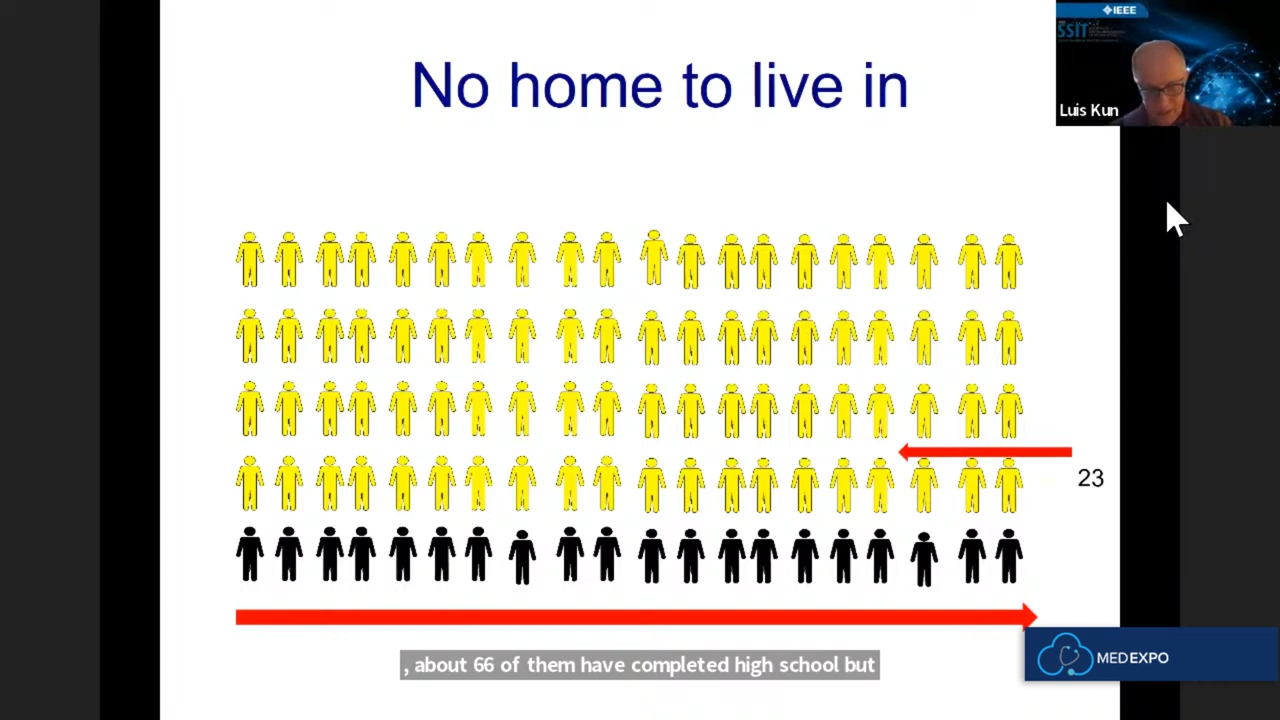 IEEE
SSIT
No home to live in
Luis Kun
23
, about 66 of them have completed high school but
MEDEXPO